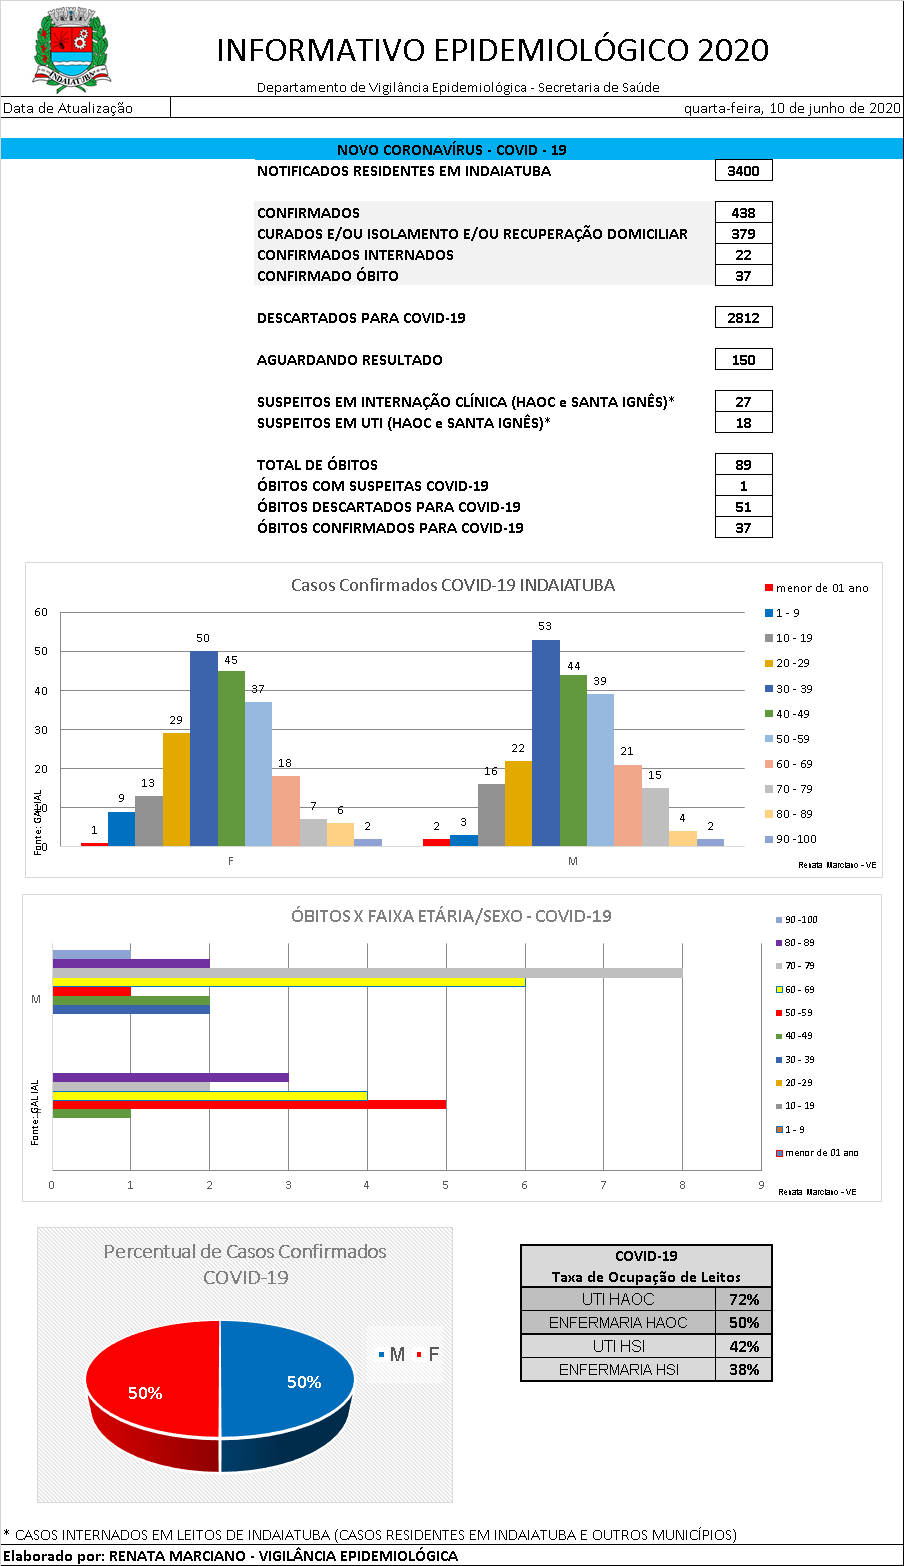 INDAIATUBA
INFORMATIVO EPIDEMIOLÓGICO 2020
Departamento de Vigilância Epidemiológica - Secretaria de Saúde
Data de Atualização quarta-feira, 10 de junho de 2020
NOVO CORONAVÍRUS - COVID - 19
NOTIFICADOS RESIDENTES EM INDAIATUBA 3400
CONFIRMADOS 438
CURADOS E/OU ISOLAMENTO E/OU RECUPERAÇÃO DOMICILIAR 379
CONFIRMADOS INTERNADOS 22
CONFIRMADO ÓBITO 37
DESCARTADOS PARA COVID-19 2812
AGUARDANDO RESULTADO 150
SUSPEITOS EM INTERNAÇÃO CLÍNICA (HAOC e SANTA IGNÊS)* 27
SUSPEITOS EM UTI (HAOC e SANTA IGNÊS)* 18
TOTAL DE ÓBITOS 89
ÓBITOS COM SUSPEITAS COVID-19 1
ÓBITOS DESCARTADOS PARA COVID-19 51
ÓBITOS CONFIRMADOS PARA COVID-19 37
Casos Confirmados COVID-19 INDAIATUBA
60
50
40
30
20
10
0
1 9 13 29 50 45 37 18 7 6 2
2 3 16 22 53 44 39 21 15 4 2
F M
Fonte: GAL IAL
menor de 01 ano
1 - 9
10 - 19
20 -29
30 - 39
40 -49
50 -59
60 - 69
70 - 79
80 - 89
90 -100
Renata Marciano - VE
ÓBITOS X FAIXA ETÁRIA/SEXO - COVID-19
M
Fonte: GAL IAL
0 1 2 3 4 5 6 7 8 9
90 -100
80 - 89
70 - 79
60 - 69
50 -59
40 -49
30 - 39
20 -29
10 - 19
1 - 9
menor de 01 ano
Renata Marciano - VE
Percentual de Casos Confirmados
COVID-19
50% 50%
M F
COVID-19
Taxa de Ocupação de Leitos
UTI HAOC 72%
ENFERMARIA HAOC 50%
UTI HSI 42%
ENFERMARIA HSI 38%
* CASOS INTERNADOS EM LEITOS DE INDAIATUBA (CASOS RESIDENTES EM INDAIATUBA E OUTROS MUNICÍPIOS)
Elaborado por: RENATA MARCIANO - VIGILÂNCIA EPIDEMIOLÓGICA